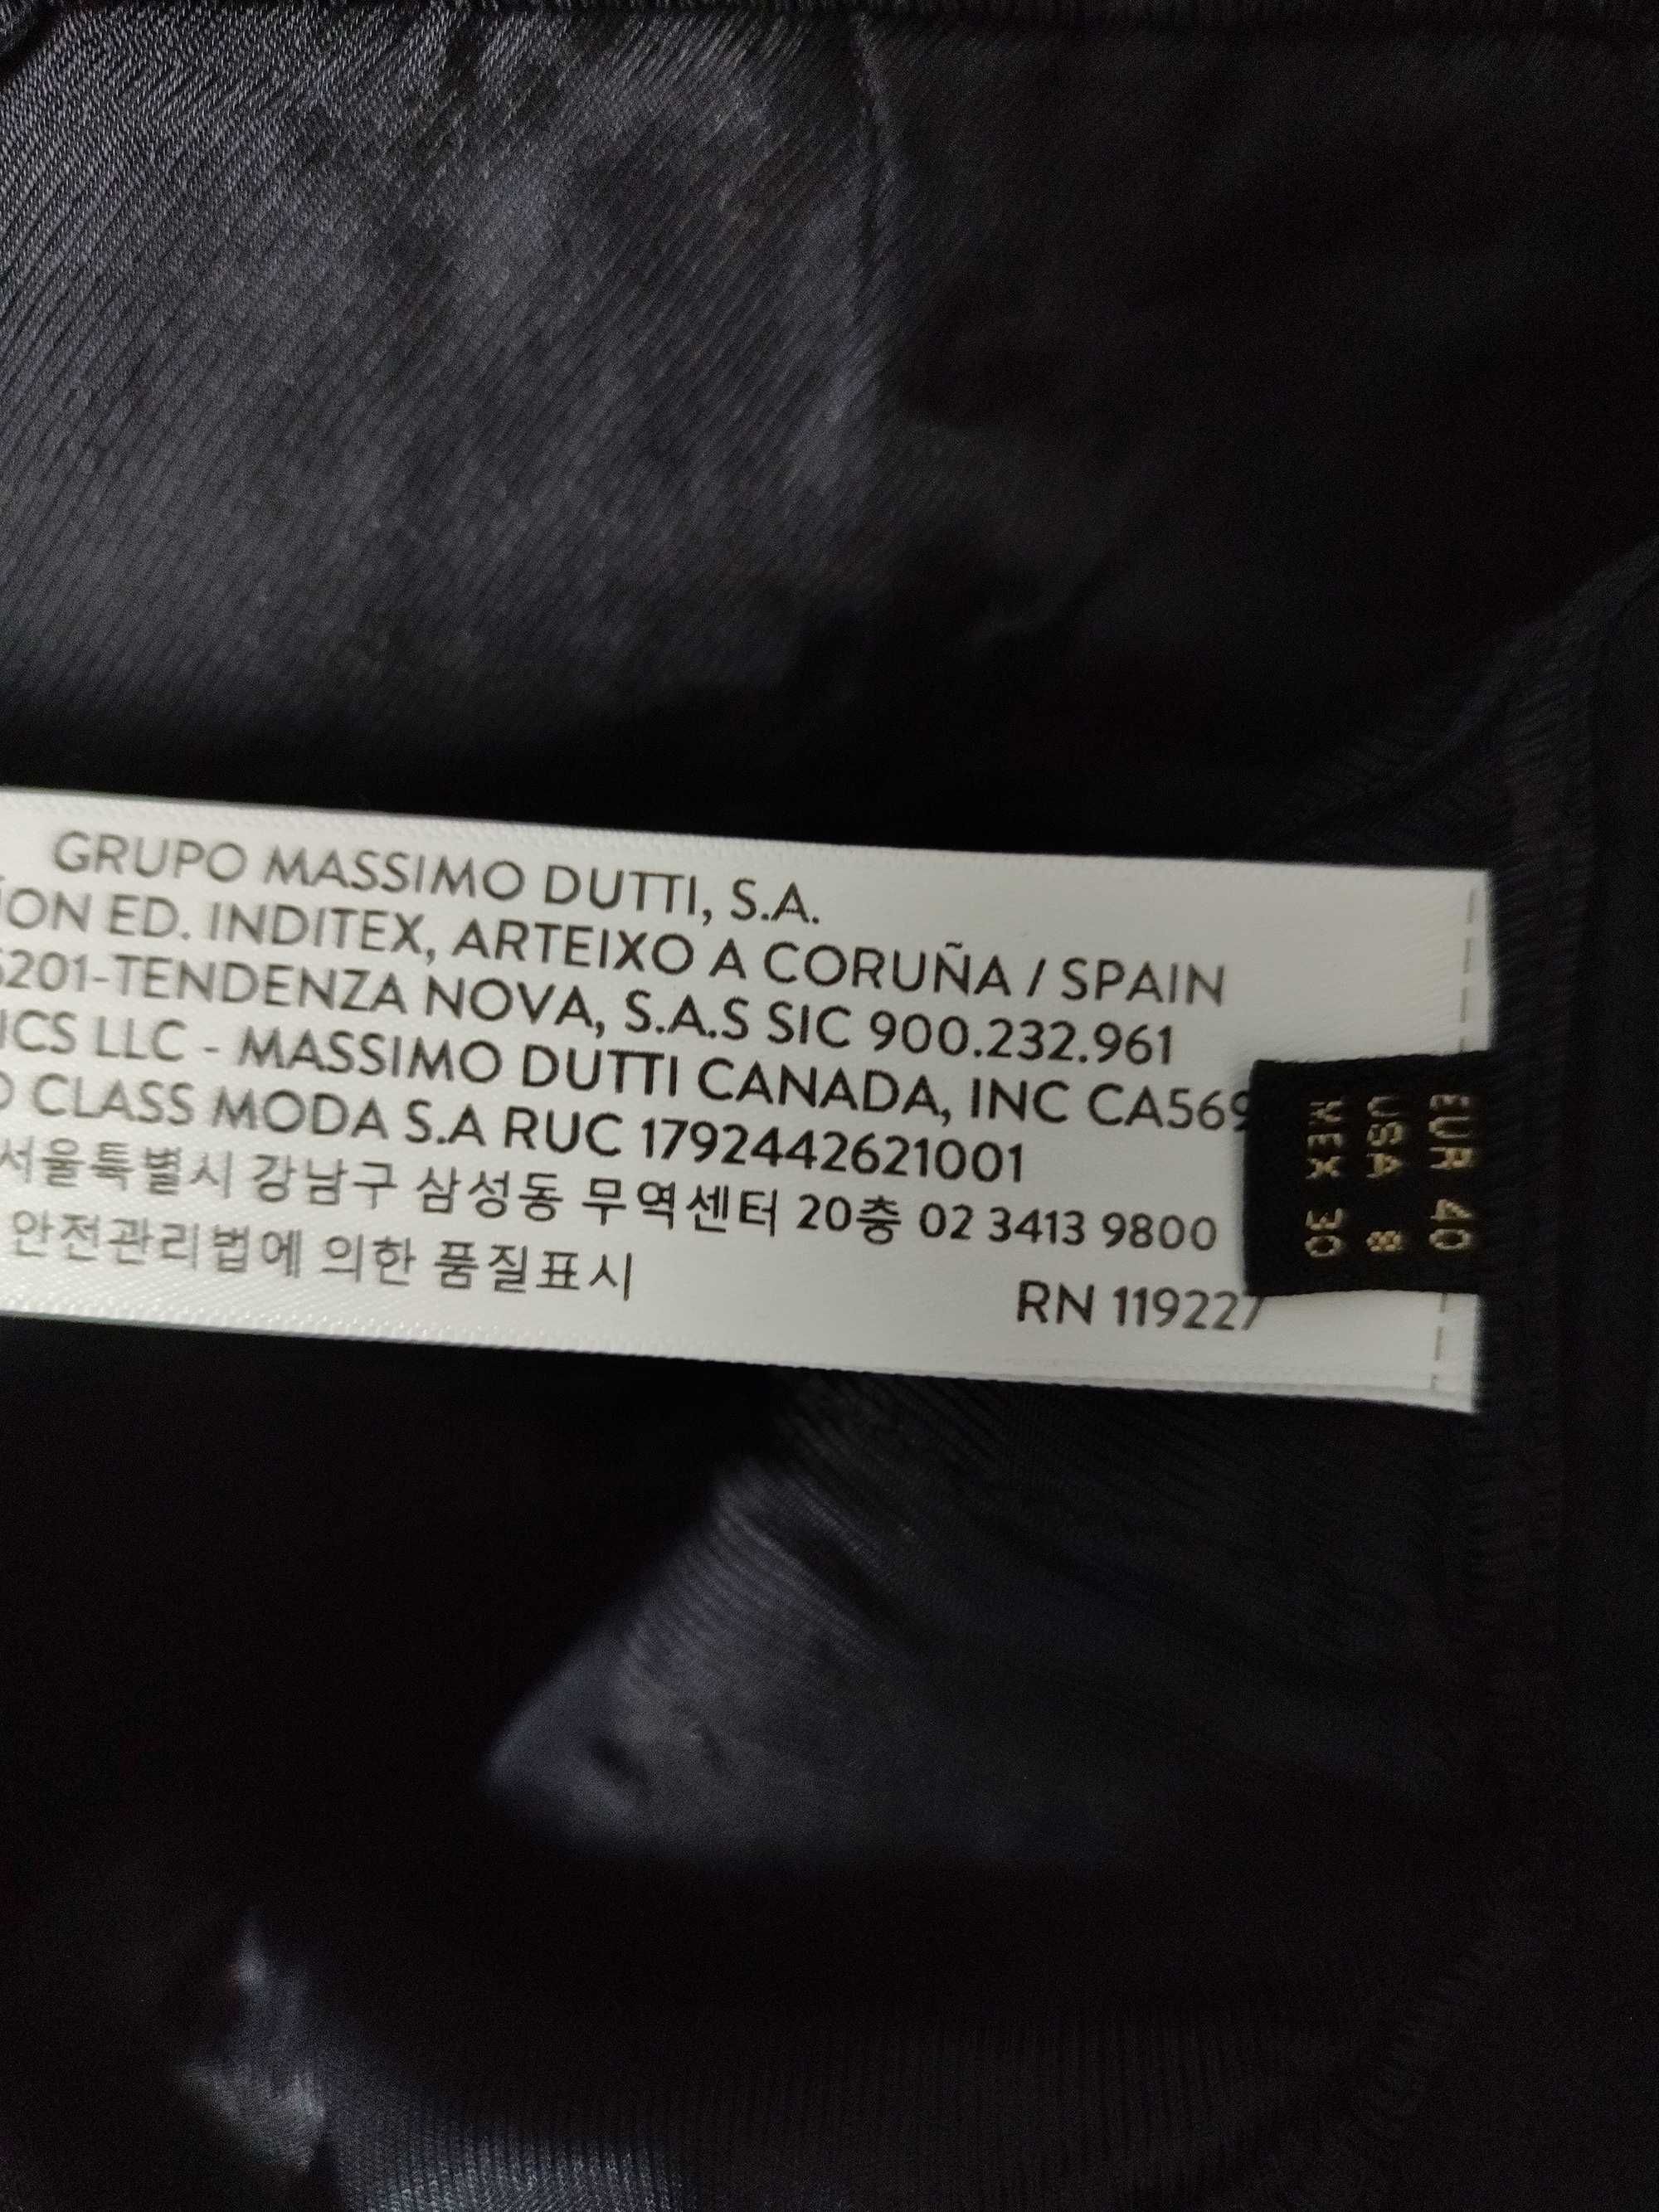 GRUPO MASSIMO DUTTI, S.A.
ION ED. INDITEX, ARTEIXO A CORUÑA / SPAIN
5201-TENDENZA NOVA, S.A.S SIC 900.232.961
ICS LLC - MASSIMO DUTTI CANADA, INC CA569
O CLASS MODA S.A RUC 1792442621001
서울특별시 강남구 삼성동 무역센터 20층 02 3413 9800
안전관리법에 의한 품질표시
RN 119227
EUR 40
USA 8
MEX 30